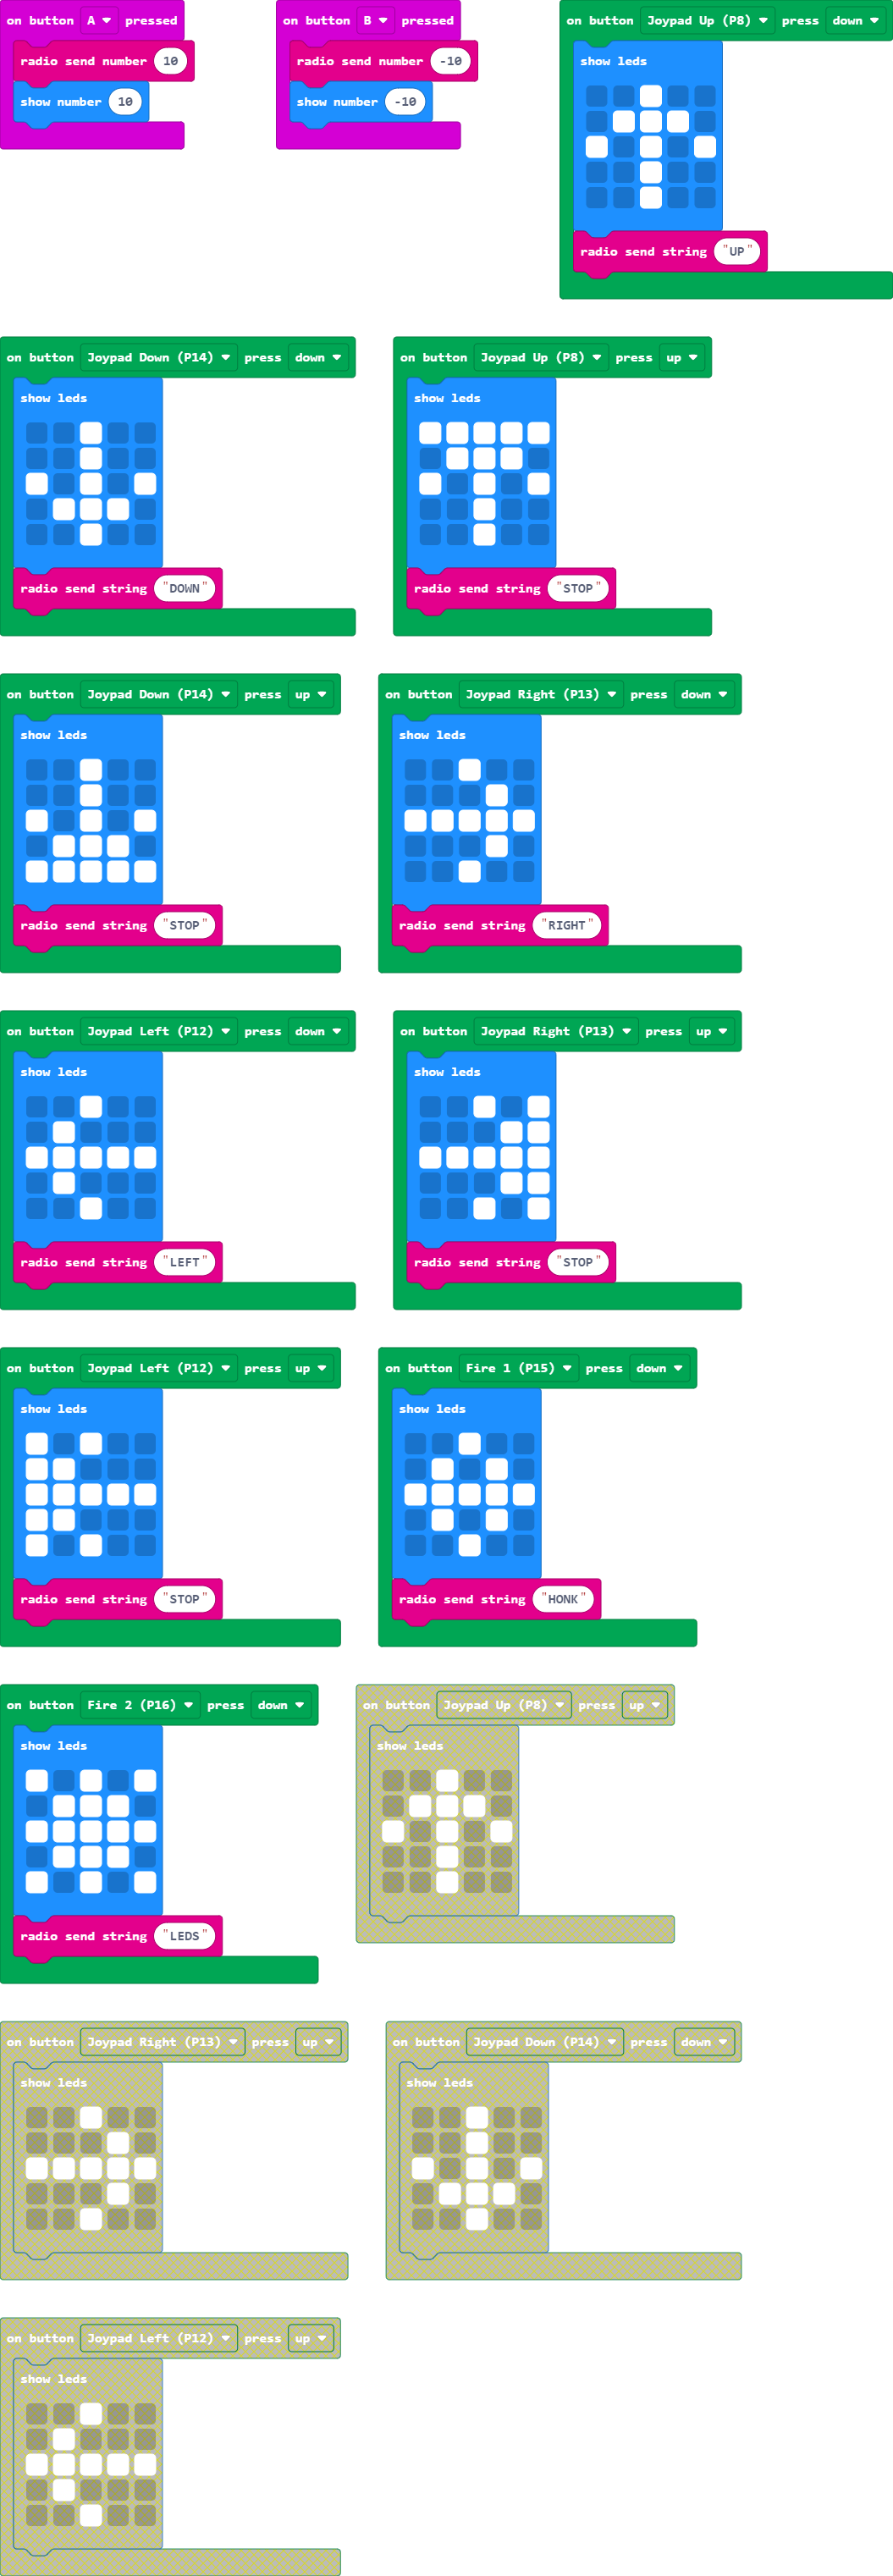 on button A pressed
radio send number 10
show number 10
on button B pressed
radio send number -10
show number -10
on button Joypad Up (P8) press down
show leds
radio send string "UP"
on button Joypad Down (P14) press down
show leds
radio send string "DOWN"
on button Joypad Up (P8) press up
show leds
radio send string "STOP"
on button Joypad Down (P14) press up
show leds
radio send string "STOP"
on button Joypad Right (P13) press down
show leds
radio send string "RIGHT"
on button Joypad Left (P12) press down
show leds
radio send string "LEFT"
on button Joypad Right (P13) press up
show leds
radio send string "STOP"
on button Joypad Left (P12) press up
show leds
radio send string "STOP"
on button Fire 1 (P15) press down
show leds
radio send string "HONK"
on button Fire 2 (P16) press down
show leds
radio send string "LEDS"
on button Joypad Up (P8) press up
show leds
on button Joypad Right (P13) press up
show leds
on button Joypad Down (P14) press down
show leds
on button Joypad Left (P12) press up
show leds